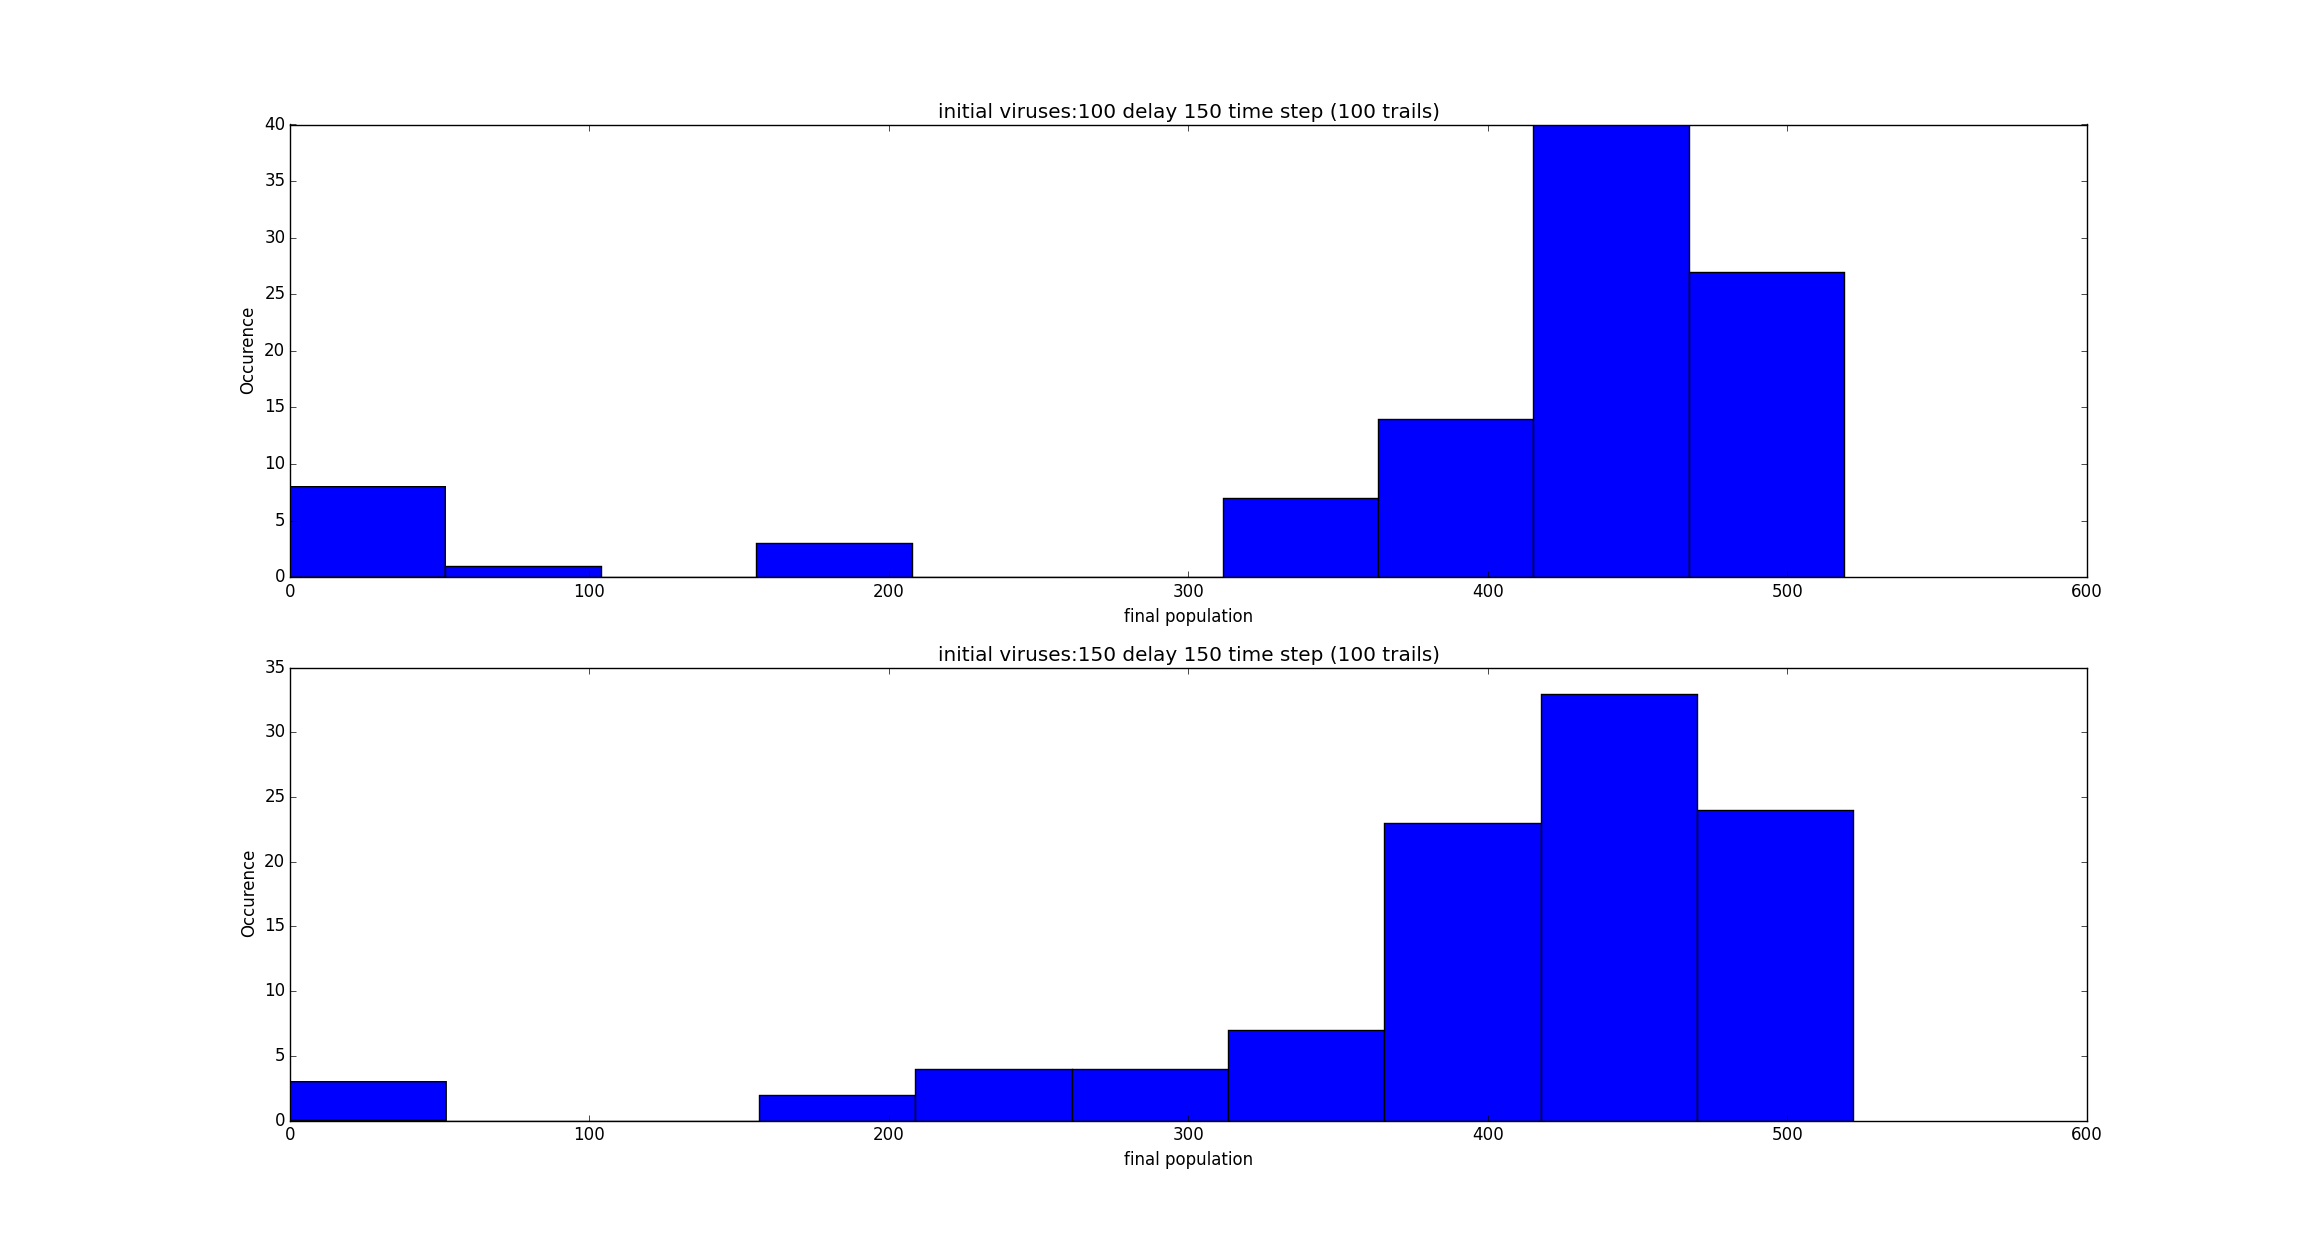 initial viruses:100 delay 150 time step (100 trails)
40
35
30
25
20
15
10
5
0
Occurence
0 100 200 300 400 500 600
final population
initial viruses:150 delay 150 time step (100 trails)
35
30
25
20
15
10
5
0
Occurence
0 100 200 300 400 500 600
final population